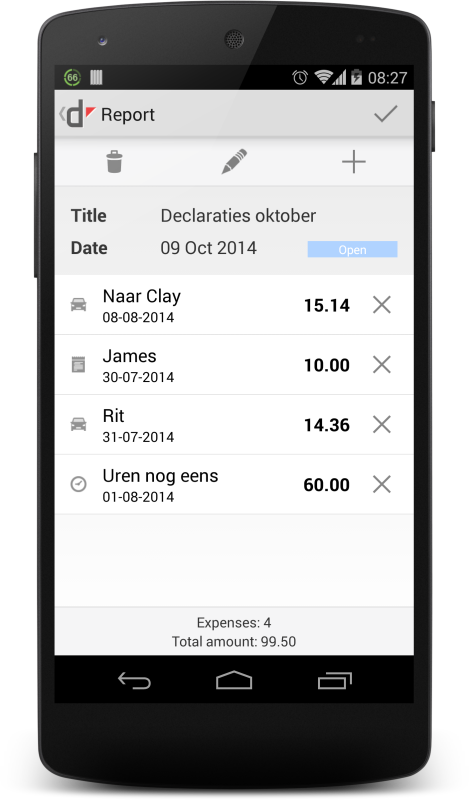 66
08:27
d Report
Title Declaraties oktober
Date 09 Oct 2014 Open
Naar Clay 15.14
08-08-2014
James 10.00
30-07-2014
Rit 14.36
31-07-2014
Uren nog eens 60.00
01-08-2014
Expenses: 4
Total amount: 99.50